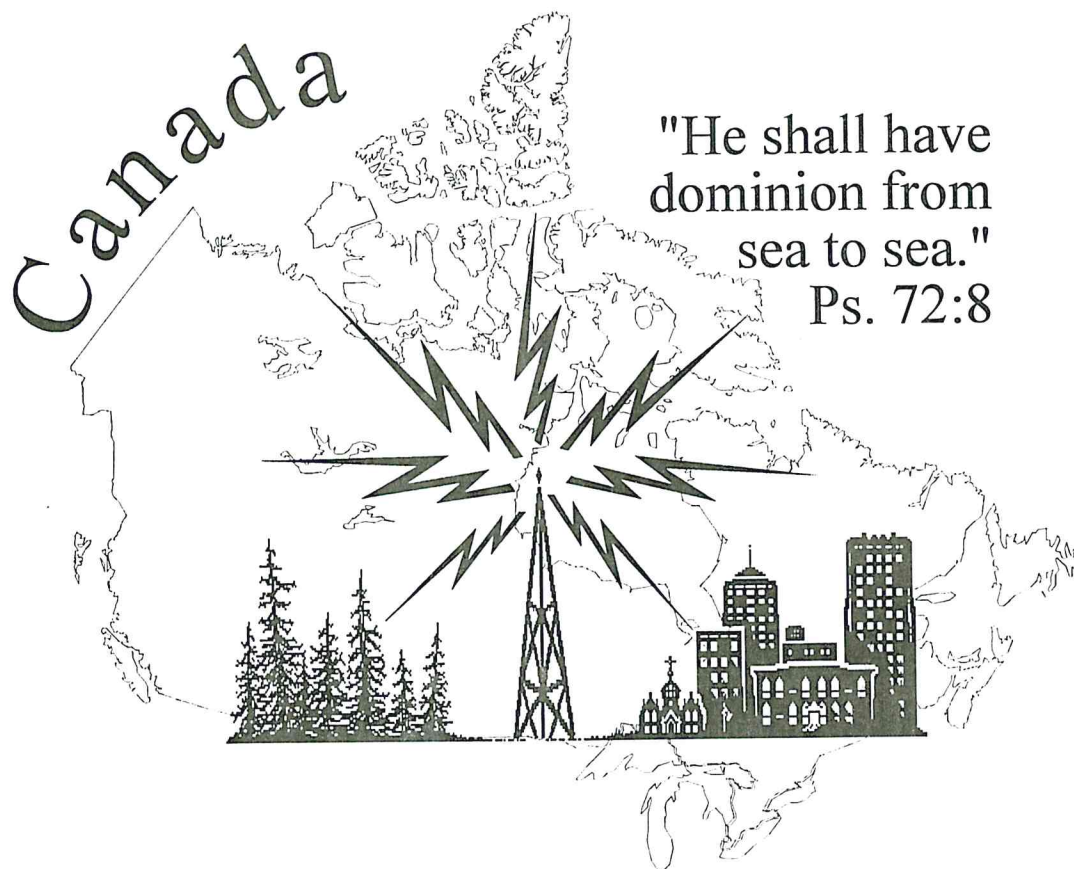 Canada
"He shall have
dominion from
sea to sea."
Ps. 72:8